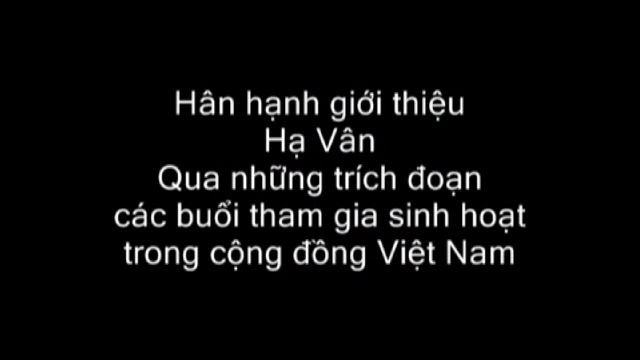 Hân hạnh giới thiệu
Hạ Vân
Qua những trích đoạn
các buổi tham gia sinh hoạt
trong cộng đồng Việt Nam